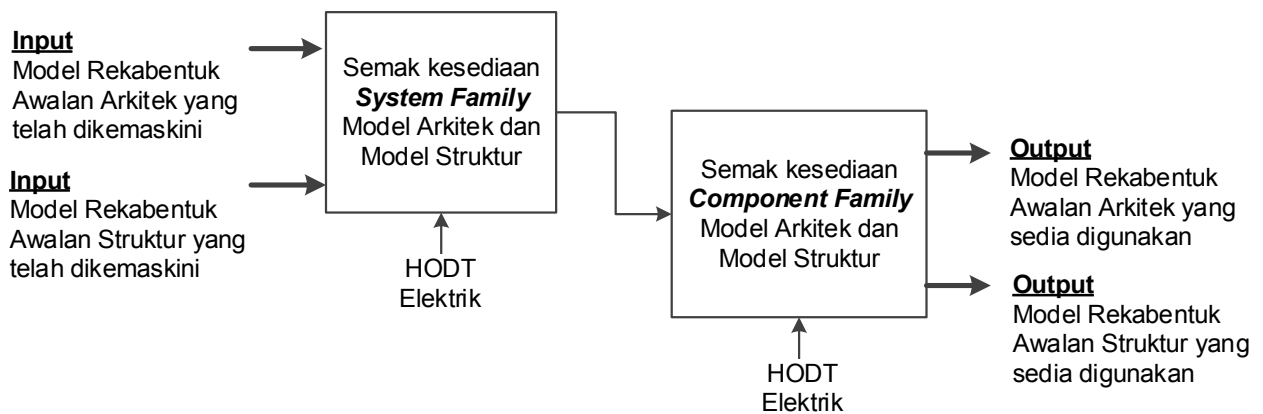 Input
Model Rekabentuk
Awalan Arkitek yang
telah dikemaskini
Input
Model Rekabentuk
Awalan Struktur yang
telah dikemaskini
Semak kesediaan
System Family
Model Arkitek dan
Model Struktur
HODT
Elektrik
Semak kesediaan
Component Family
Model Arkitek dan
Model Struktur
HODT
Elektrik
Output
Model Rekabentuk
Awalan Arkitek yang
sedia digunakan
Output
Model Rekabentuk
Awalan Struktur yang
sedia digunakan